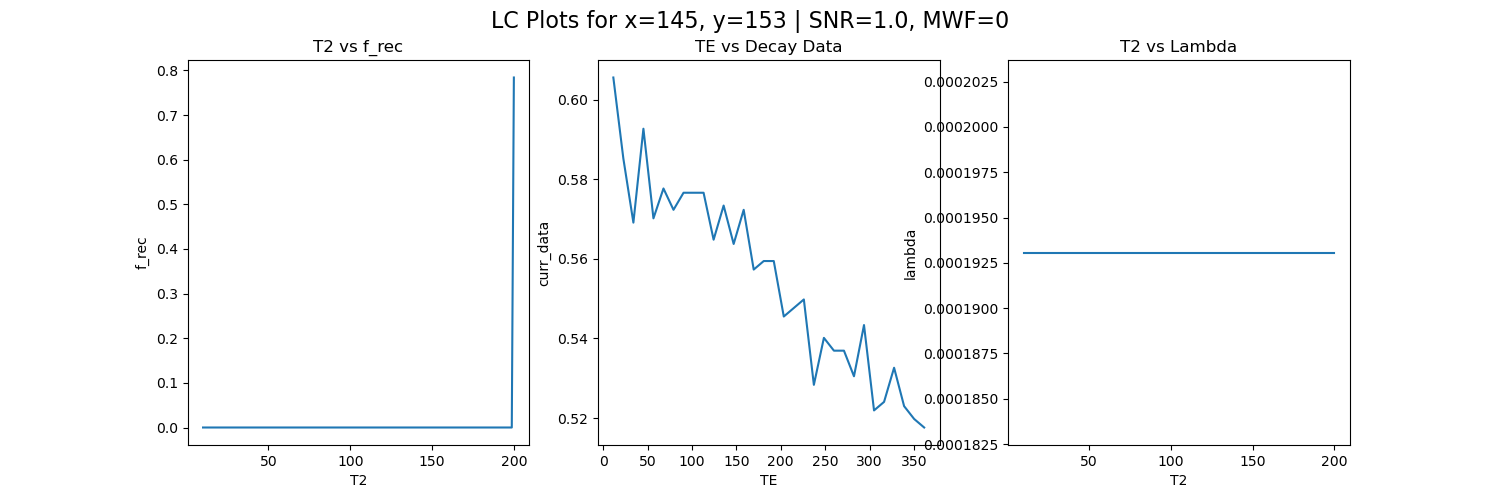 LC Plots for x=145, y=153 | SNR=1.0, MWF=0
T2 vs f_rec
f_rec
0.8
0.7
0.6
0.5
0.4
0.3
0.2
0.1
0.0
50 100 150 200
T2
TE vs Decay Data
curr_data
0.60
0.58
0.56
0.54
0.52
0 50 100 150 200 250 300 350
TE
T2 vs Lambda
lambda
0.0002025
0.0002000
0.0001975
0.0001950
0.0001925
0.0001900
0.0001875
0.0001850
0.0001825
50 100 150 200
T2